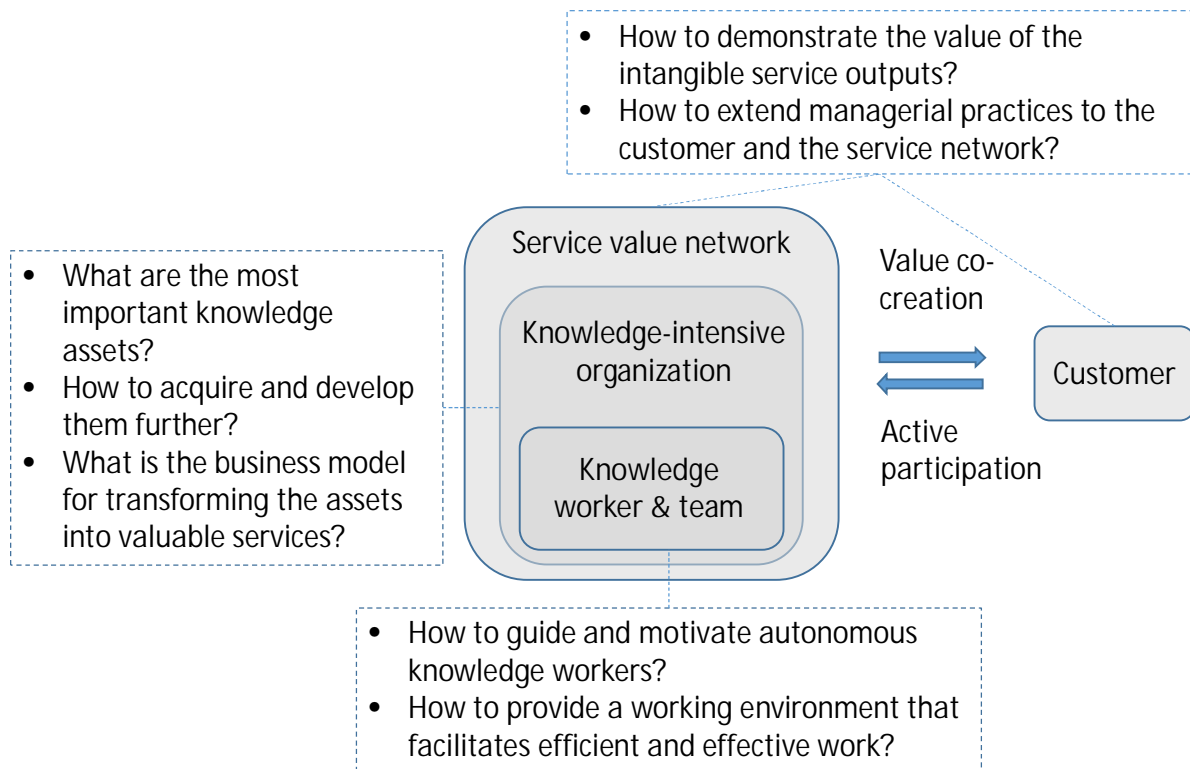 • How to demonstrate the value of the
intangible service outputs?
• How to extend managerial practices to the
customer and the service network?
Service value network
Value co-
creation
• What are the most
important knowledge
assets?
• How to acquire and develop
them further?
• What is the business model
for transforming the assets
into valuable services?
Knowledge-intensive
organization
Customer
Active
participation
Knowledge
worker & team
• How to guide and motivate autonomous
knowledge workers?
• How to provide a working environment that
facilitates efficient and effective work?